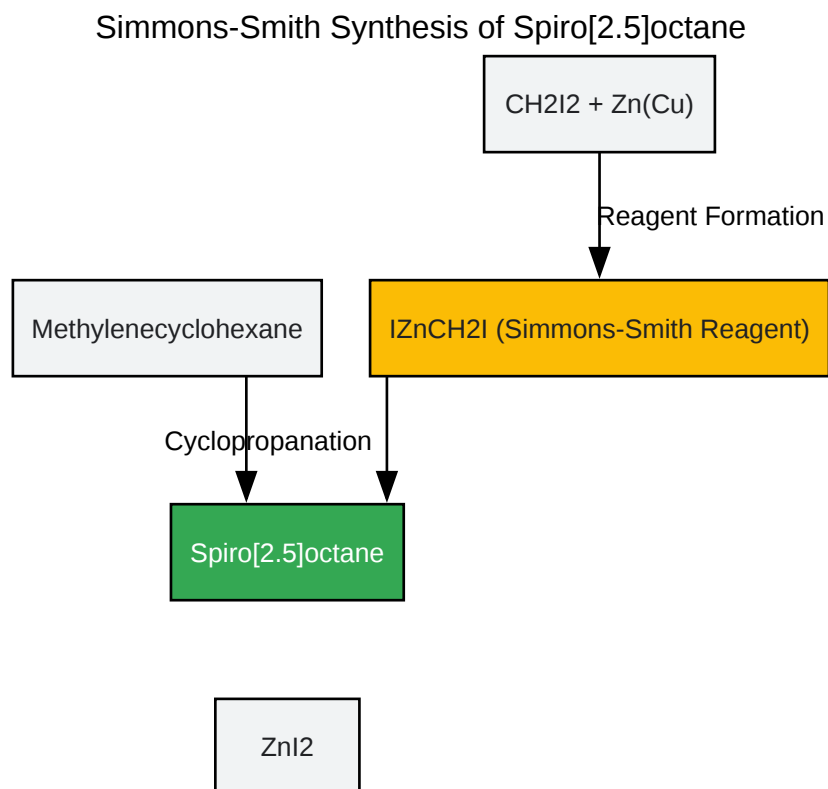 Simmons-Smith Synthesis of Spiro[2.5]octane
CH2I2 + Zn(Cu)
Reagent Formation
Methylenecyclohexane
IZnCH2I (Simmons-Smith Reagent)
Cyclopropanation
Spiro[2.5]octane
ZnI2